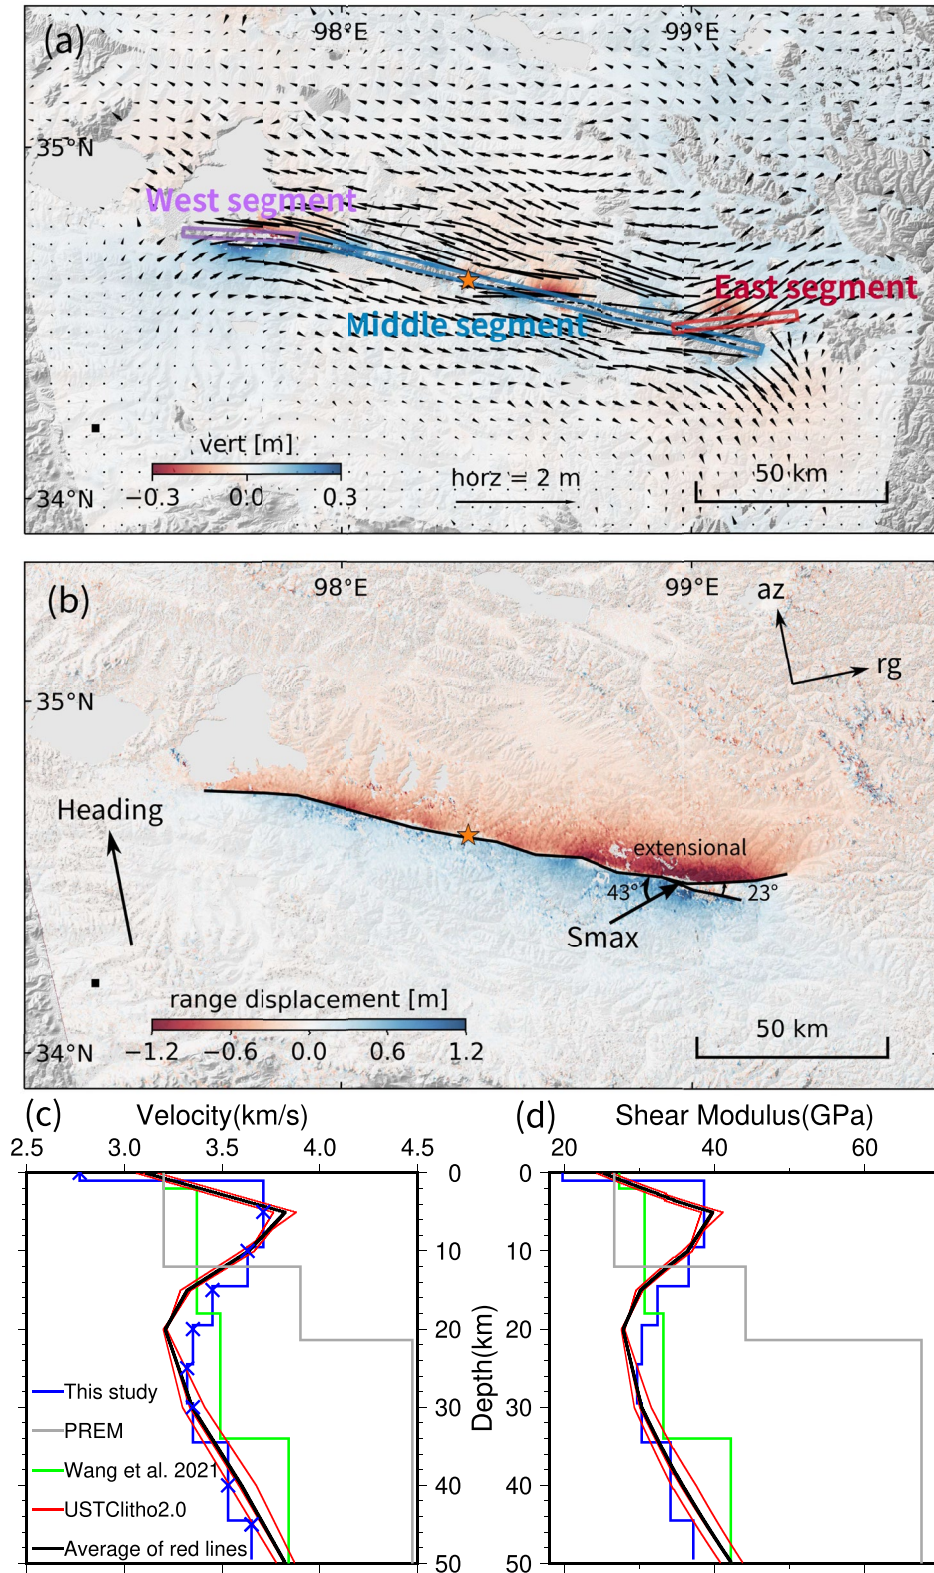 (a)
98°E 99°E
35°N
West segment
East segment
Middle segment
vert [m]
−0.3 0.0 0.3
horz = 2 m
50 km
34°N
(b)
98°E 99°E
az
rg
35°N
Heading
extensional
43° 23°
Smax
range displacement [m]
−1.2 −0.6 0.0 0.6 1.2
50 km
34°N
(c) Velocity(km/s)
2.5 3.0 3.5 4.0 4.5
0
10
20
30
40
50
Depth(km)
This study
PREM
Wang et al. 2021
USTClitho2.0
Average of red lines
(d) Shear Modulus(GPa)
20 40 60
0
10
20
30
40
50